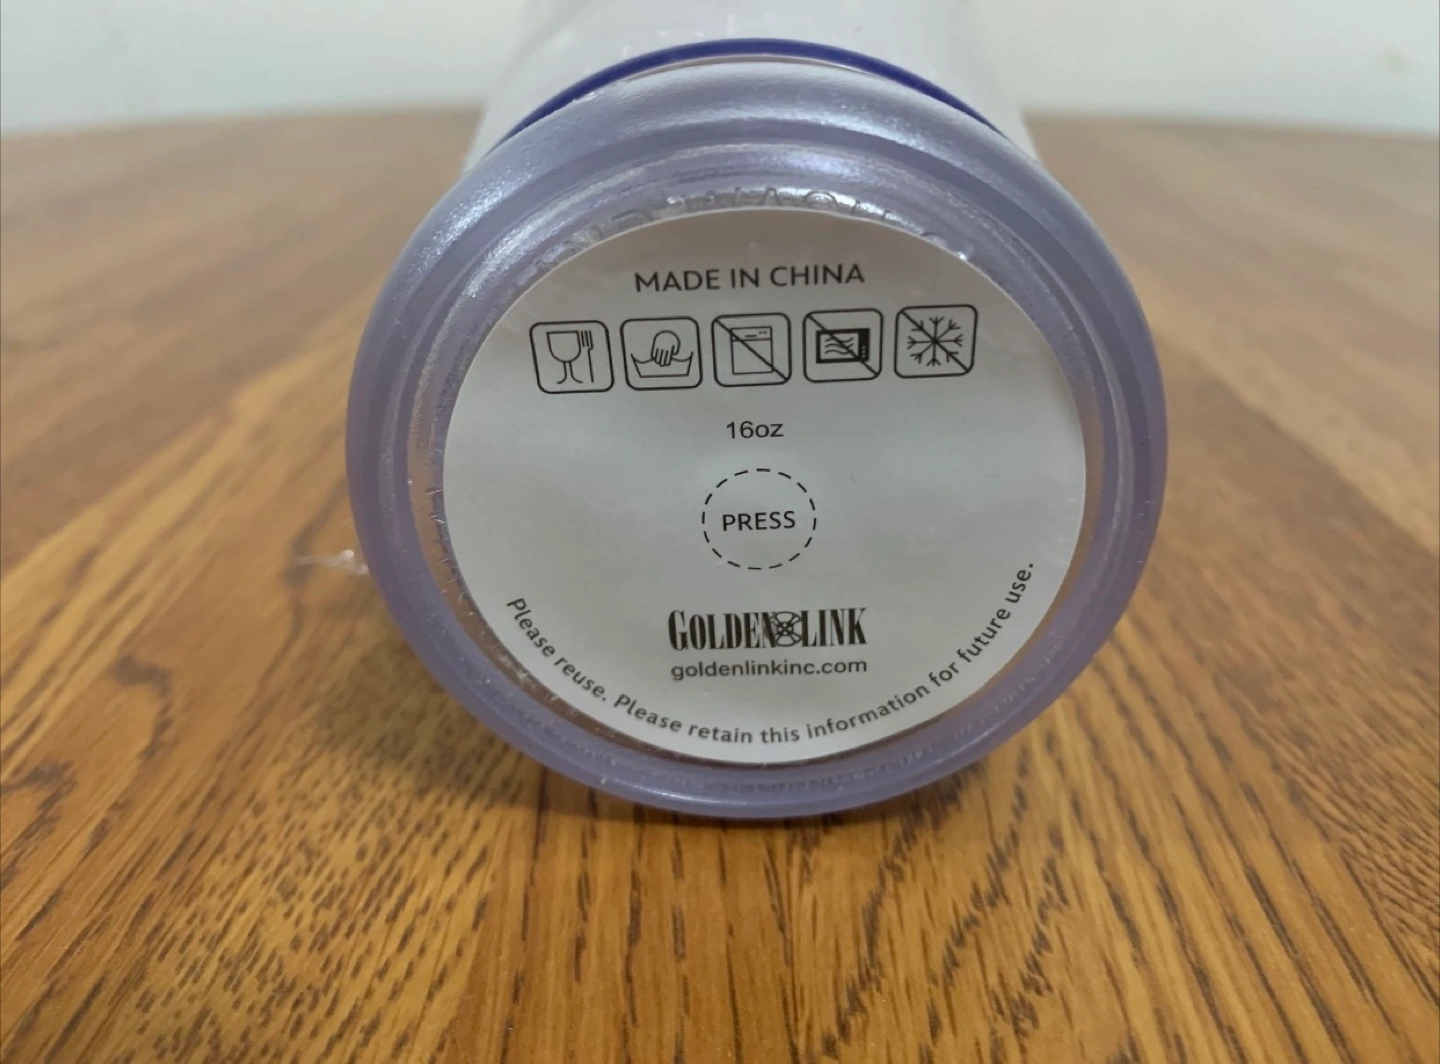 MADE IN CHINA
16oz
PRESS
GOLDEN LINK
goldenlinkinc.com
Please reuse. Please retain this information for future use.